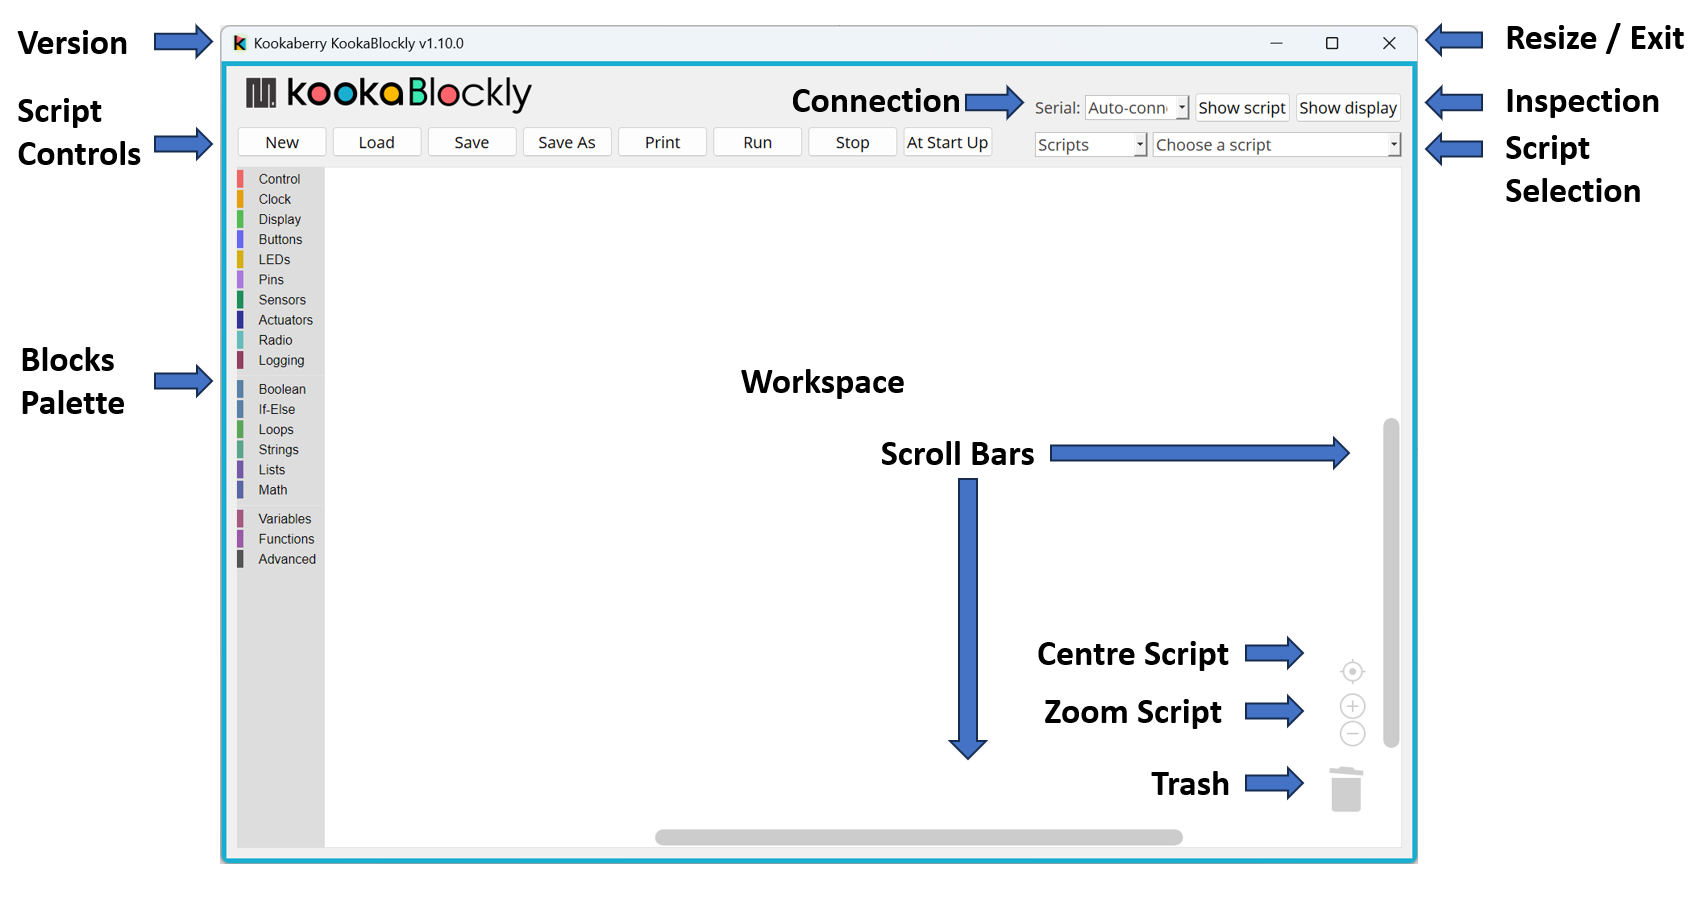 Version
Kookaberry KookaBlockly v1.10.0
Resize / Exit
kookaBlockly
Connection
Serial: Auto-conn Show script Show display
Inspection
Script
Controls
New Load Save Save As Print Run Stop At Start Up
Scripts Choose a script
Script
Selection
Control
Clock
Display
Buttons
LEDs
Pins
Sensors
Actuators
Radio
Logging
Blocks
Palette
Boolean
If-Else
Loops
Strings
Lists
Math
Variables
Functions
Advanced
Workspace
Scroll Bars
Centre Script
Zoom Script
Trash